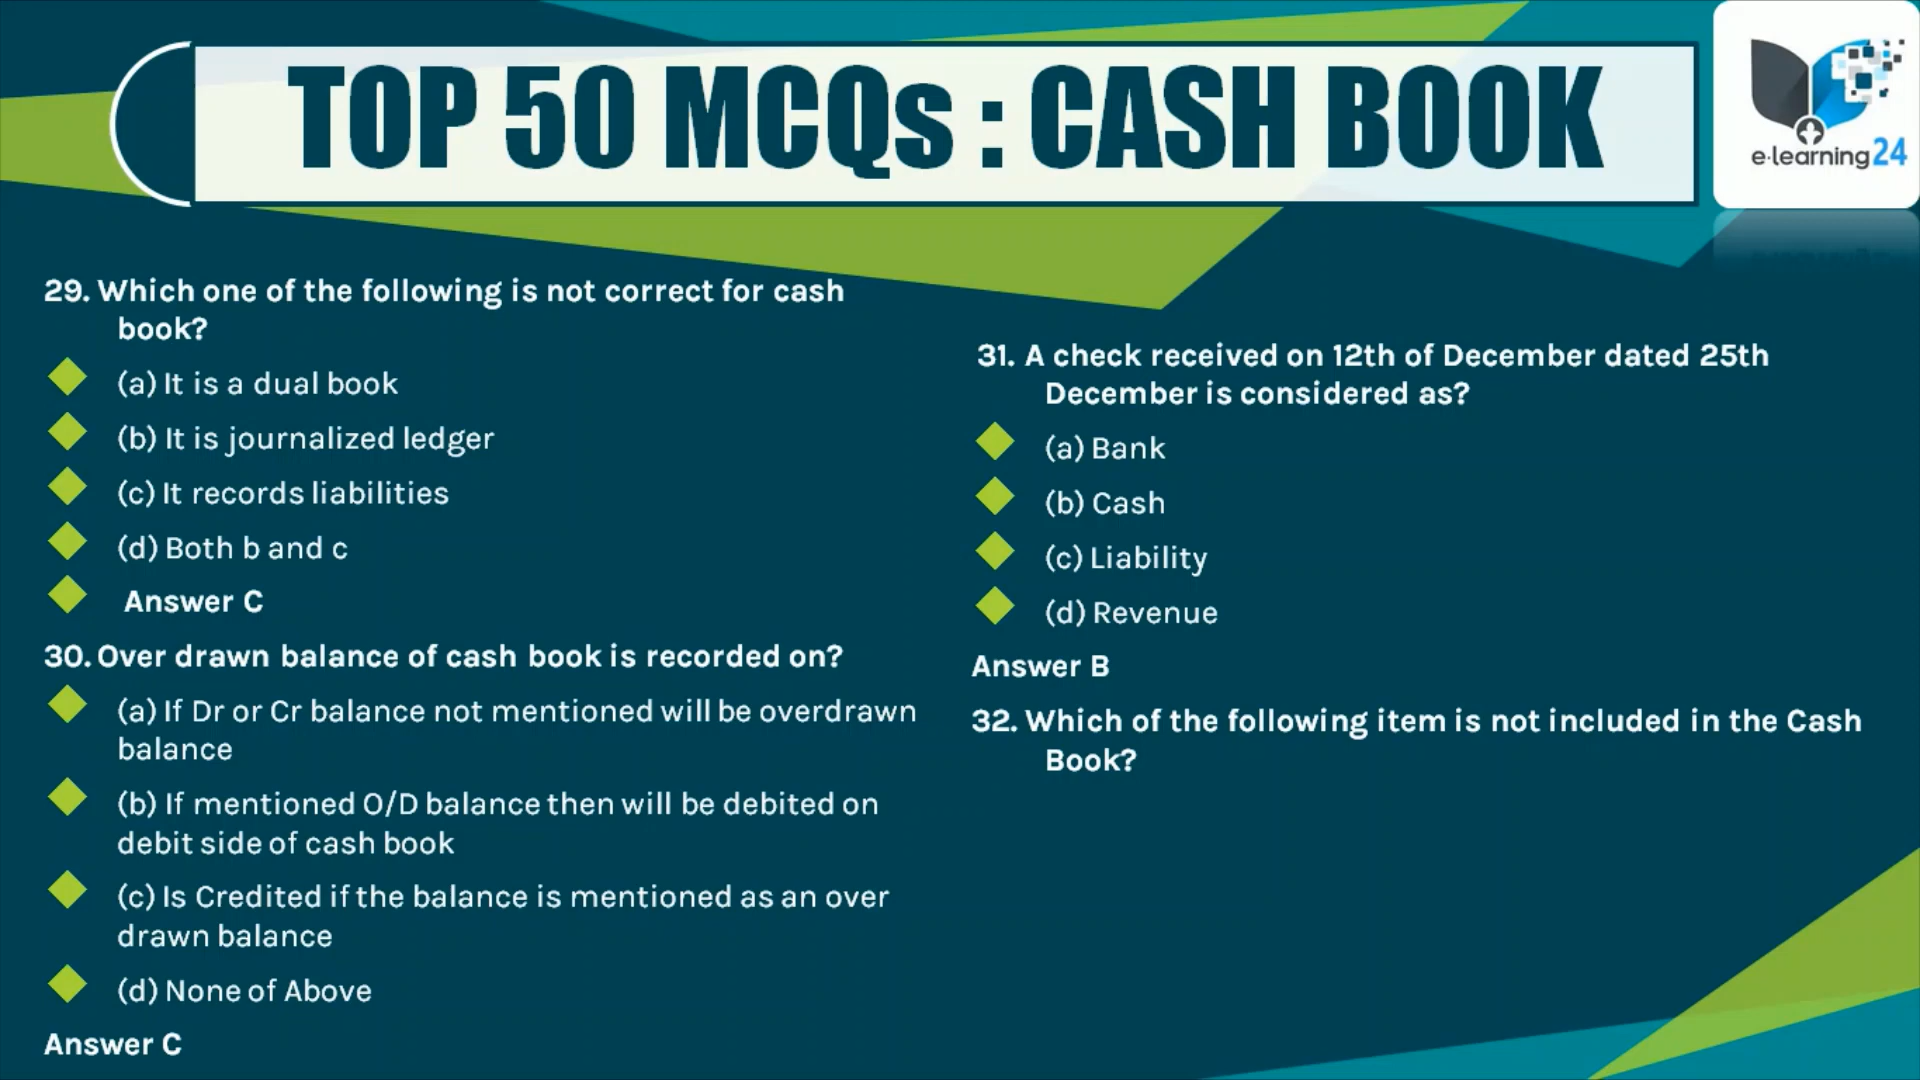 TOP 50 MCQs : CASH BOOK
e·learning24
29. Which one of the following is not correct for cash
book?
(a) It is a dual book
(b) It is journalized ledger
(c) It records liabilities
(d) Both b and c
Answer C
30. Over drawn balance of cash book is recorded on?
(a) If Dr or Cr balance not mentioned will be overdrawn
balance
(b) If mentioned O/D balance then will be debited on
debit side of cash book
(c) Is Credited if the balance is mentioned as an over
drawn balance
(d) None of Above
Answer C
31. A check received on 12th of December dated 25th
December is considered as?
(a) Bank
(b) Cash
(c) Liability
(d) Revenue
Answer B
32. Which of the following item is not included in the Cash
Book?